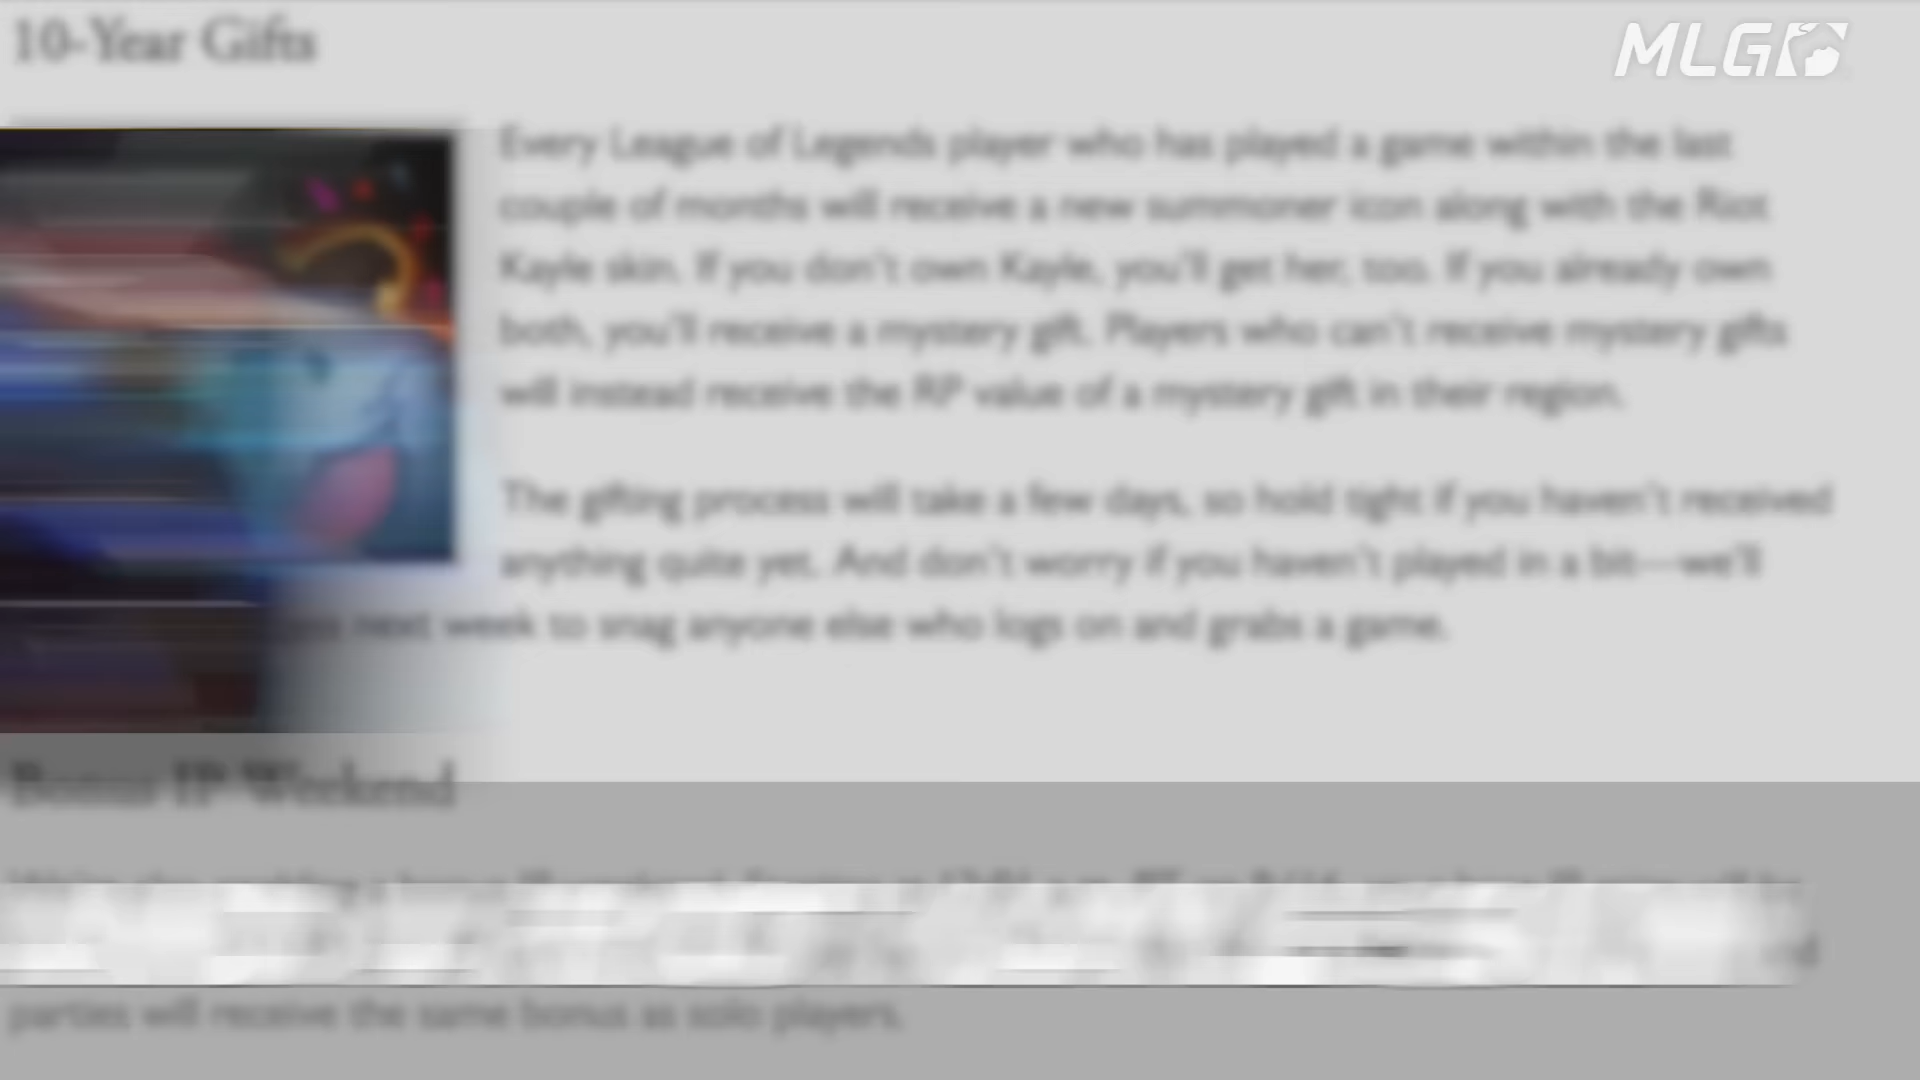 10-Year Gifts
MLG
Every League of Legends player who has played a game within the last
couple of months will receive a new summoner icon along with the Riot
Kayle skin. If you don't own Kayle, you'll get her, too. If you already own
both, you'll receive a mystery gift. Players who can't receive mystery gifts
will instead receive the RP value of a mystery gift in their region.
The gifting process will take a few days, so hold tight if you haven't received
anything quite yet. And don't worry if you haven't played in a bit—we'll
next week to snag anyone else who logs on and grabs a game.
Bonus IP Weekend
parties will receive the same bonus as solo players.